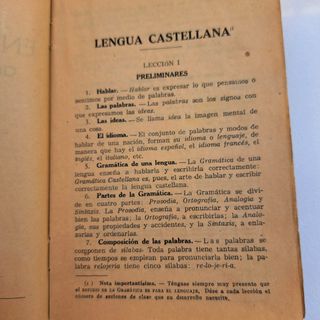 LENGUA CASTELLANA(1)
LECCION I
PRELIMINARES
1. Hablar. — Hablar es expresar lo que pensamos o
sentimos por medio de palabras.
2. Las palabras. — Las palabras son los signos con
que expresamos las ideas.
3. Las ideas. — Se llama idea la imagen mental de
una cosa.
4. El idioma. — El conjunto de palabras y modos de
hablar de una nación, forman su idioma o lenguaje, de
manera que hay el idioma español, el idioma francés, el
inglés, el italiano, etc.
5. Gramática de una lengua. — La Gramática de una
lengua enseña a hablarla y escribirla correctamente:
Gramática Castellana es, pues, el arte de hablar y escribir
correctamente la lengua castellana.
6. Partes de la Gramática. — La Gramática se divi-
de en cuatro partes: Prosodia, Ortografía, Analogía y
Sintaxis. La Prosodia, enseña a pronunciar y acentuar
bien las palabras; la Ortografía, a escribirlas; la Analo-
gía, sus propiedades y accidentes, y la Sintaxis, a en-
lazarlas y ordenarlas.
7. Composición de las palabras. — Las palabras se
componen de sílabas: Toda palabra tiene tantas sílabas,
como tiempos se emplean para pronunciarla bien; la pa-
labra relojería tiene cinco sílabas: re-lo-je-rí-a.
(1) Nota importantísima. — Téngase siempre muy presente que
el estudio de la Gramática es para el lenguaje. Dése a cada lección el
número de sesiones de clase que su desarrollo necesite.